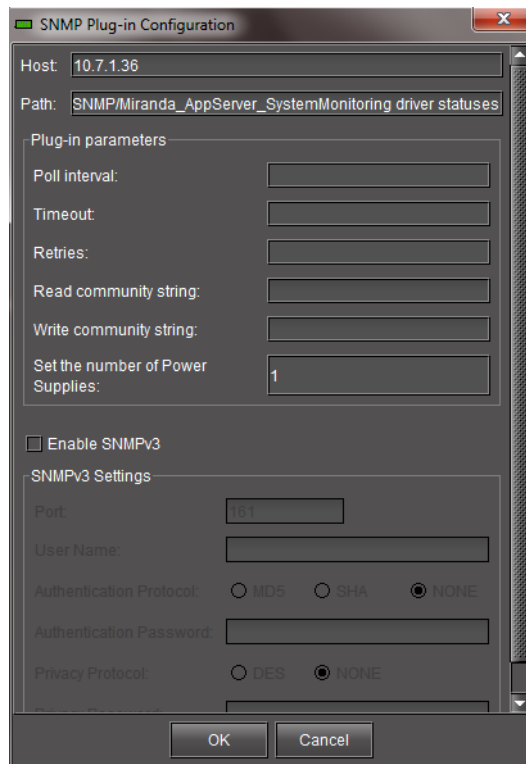 SNMP Plug-in Configuration
Host: 10.7.1.36
Path: SNMP/Miranda_AppServer_SystemMonitoring driver statuses
Plug-in parameters
Poll interval:
Timeout:
Retries:
Read community string:
Write community string:
Set the number of Power
Supplies: 1
Enable SNMPv3
SNMPv3 Settings
Port: 161
User Name:
Authentication Protocol: MD5 SHA NONE
Authentication Password:
Privacy Protocol: DES NONE
Privacy Password:
OK Cancel